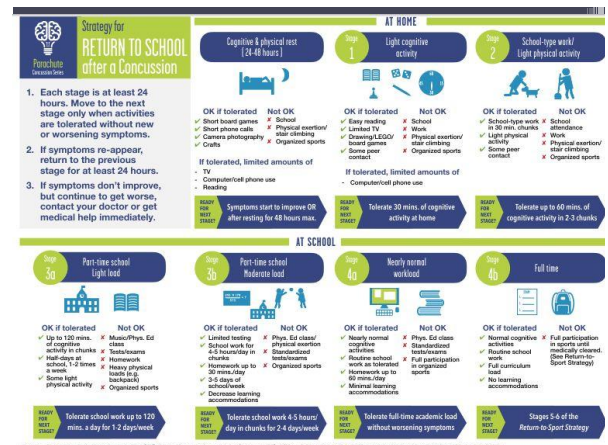 Parachute
Concussion Series
Strategy for
RETURN TO SCHOOL
after a Concussion
1. Each stage is at least 24
hours. Move to the next
stage only when activities
are tolerated without new
or worsening symptoms.
2. If symptoms re-appear,
return to the previous
stage for at least 24 hours.
3. If symptoms don't improve,
but continue to get worse,
contact your doctor or get
medical help immediately.
AT HOME
Cognitive & physical rest
[24-48 hours]
OK if tolerated
✔ Short board games
✔ Short phone calls
✔ Camera photography
✔ Crafts
Not OK
✘ School
✘ Physical exertion/
stair climbing
✘ Organized sports
If tolerated, limited amounts of
- TV
- Computer/cell phone use
- Reading
READY
FOR
NEXT
STAGE?
Symptoms start to improve OR
after resting for 48 hours max.
Stage
1
Light cognitive
activity
OK if tolerated
✔ Easy reading
✔ Limited TV
✔ Drawing/LEGO/
board games
✔ Some peer
contact
Not OK
✘ School
✘ Work
✘ Physical exertion/
stair climbing
✘ Organized sports
If tolerated, limited amounts of
- Computer/cell phone use
READY
FOR
NEXT
STAGE?
Tolerate 30 mins. of cognitive
activity at home
Stage
2
School-type work/
Light physical activity
OK if tolerated
✔ School-type work
in 30 min. chunks
✔ Light physical
activity
✔ Some peer
contact
Not OK
✘ School
attendance
✘ Work
✘ Physical exertion/
stair climbing
✘ Organized sports
READY
FOR
NEXT
STAGE?
Tolerate up to 60 mins. of
cognitive activity in 2-3 chunks
AT SCHOOL
Stage
3a
Part-time school
Light load
OK if tolerated
✔ Up to 120 mins.
of cognitive
activity in chunks
✔ Half-days at
school, 1-2 times
a week
✔ Some light
physical activity
Not OK
✘ Music/Phys. Ed
class
✘ Tests/exams
✘ Homework
✘ Heavy physical
loads (e.g.
backpack)
✘ Organized sports
READY
FOR
NEXT
STAGE?
Tolerate school work up to 120
mins. a day for 1-2 days/week
Stage
3b
Part-time school
Moderate load
OK if tolerated
✔ Limited testing
✔ School work for
4-5 hours/day in
chunks
✔ Homework up to
30 mins./day
✔ 3-5 days of
school/week
✔ Decrease learning
accommodations
Not OK
✘ Phys. Ed class/
physical exertion
✘ Standardized
tests/exams
✘ Organized sports
READY
FOR
NEXT
STAGE?
Tolerate school work 4-5 hours/
day in chunks for 2-4 days/week
Stage
4a
Nearly normal
workload
OK if tolerated
✔ Nearly normal
cognitive
activities
✔ Routine school
work as tolerated
✔ Homework up to
60 mins./day
✔ Minimal learning
accommodations
Not OK
✘ Phys. Ed class
✘ Standardized
tests/exams
✘ Full participation
in organized
sports
READY
FOR
NEXT
STAGE?
Tolerate full-time academic load
without worsening symptoms
Stage
4b
Full time
OK if tolerated
✔ Normal cognitive
activities
✔ Routine school
work
✔ Full curriculum
load
✔ No learning
accommodations
Not OK
✘ Full participation
in sports until
medically cleared.
(See Return-to-
Sport Strategy)
READY
FOR
NEXT
STAGE?
Stages 5-6 of the
Return-to-Sport Strategy